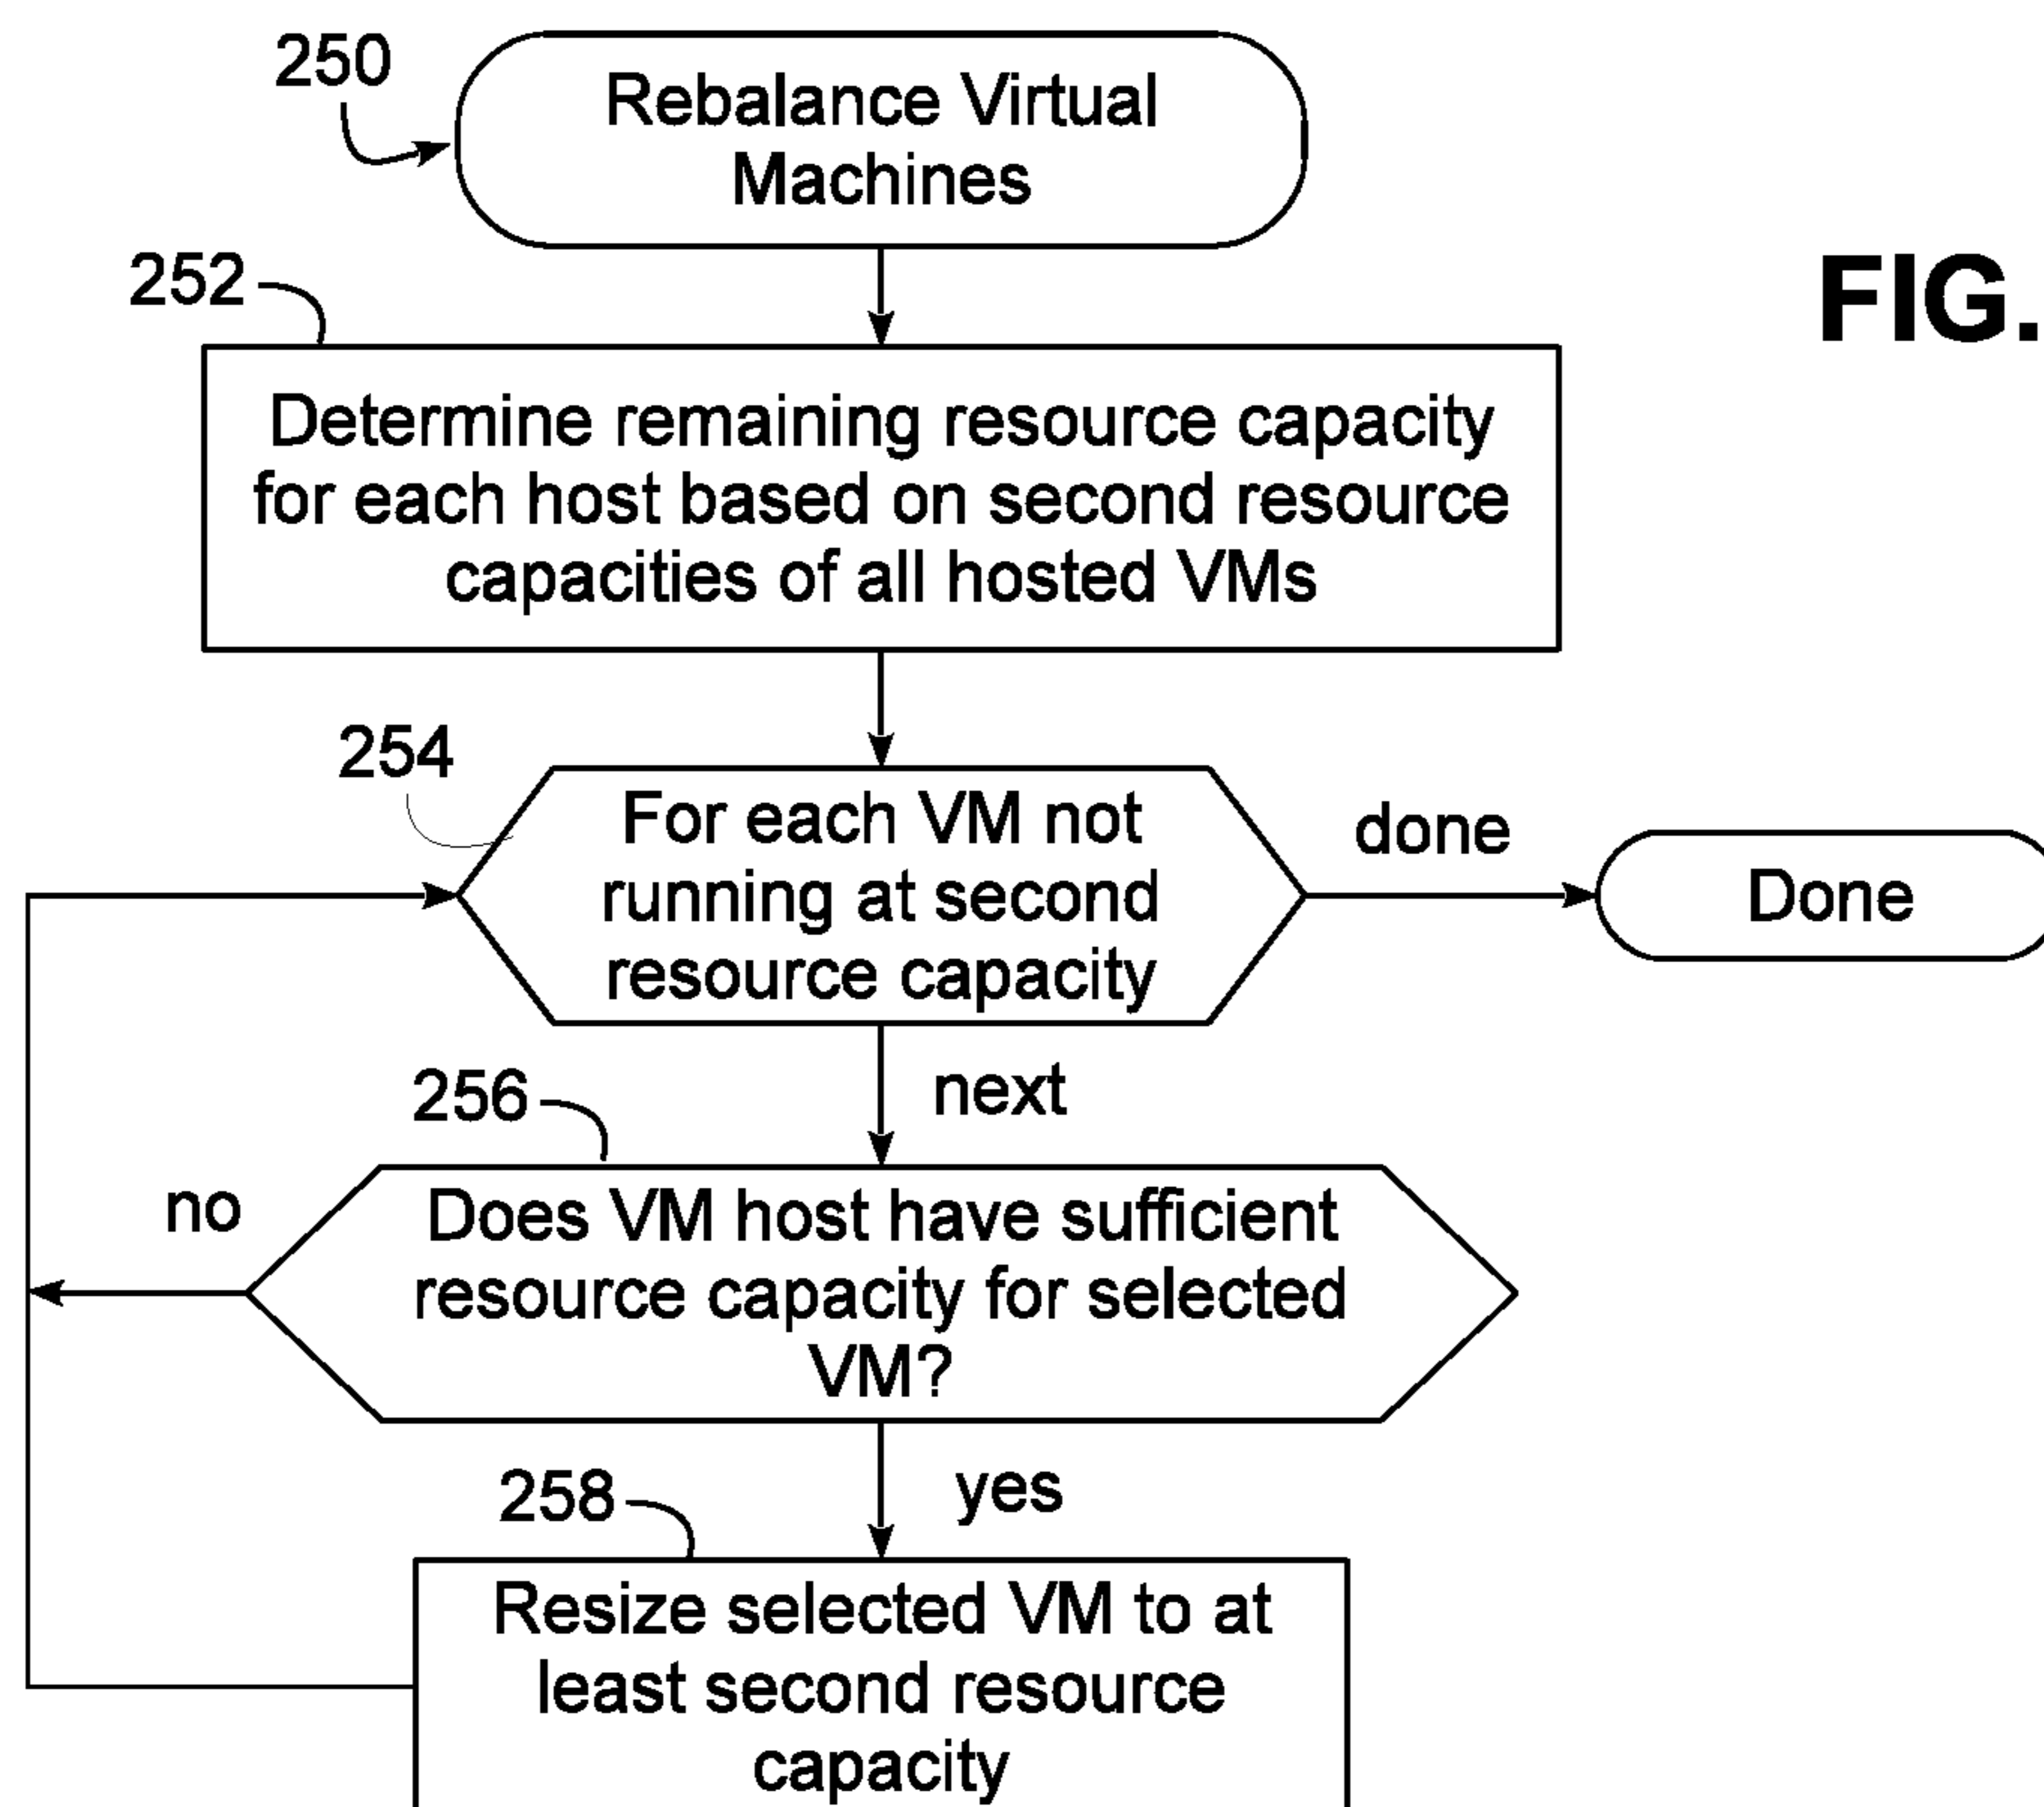 250
Rebalance Virtual
Machines
252
FIG.
Determine remaining resource capacity
for each host based on second resource
capacities of all hosted VMs
254
For each VM not
running at second
resource capacity
done
Done
next
256
no
Does VM host have sufficient
resource capacity for selected
VM?
yes
258
Resize selected VM to at
least second resource
capacity